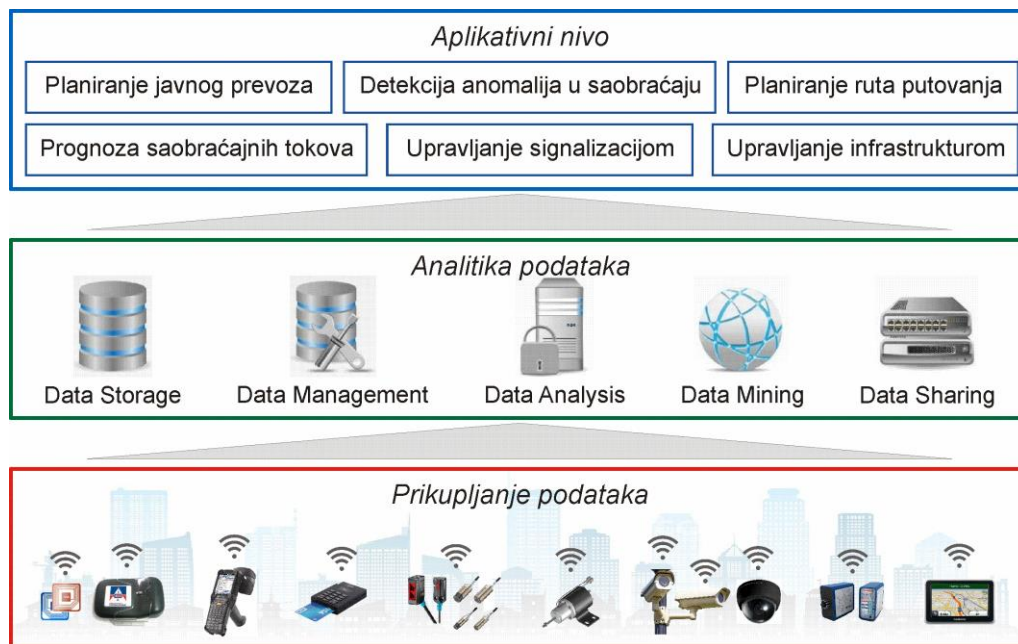 Aplikativni nivo
Planiranje javnog prevoza
Detekcija anomalija u saobraćaju
Planiranje ruta putovanja
Prognoza saobraćajnih tokova
Upravljanje signalizacijom
Upravljanje infrastrukturom
Analitika podataka
Data Storage
Data Management
Data Analysis
Data Mining
Data Sharing
Prikupljanje podataka